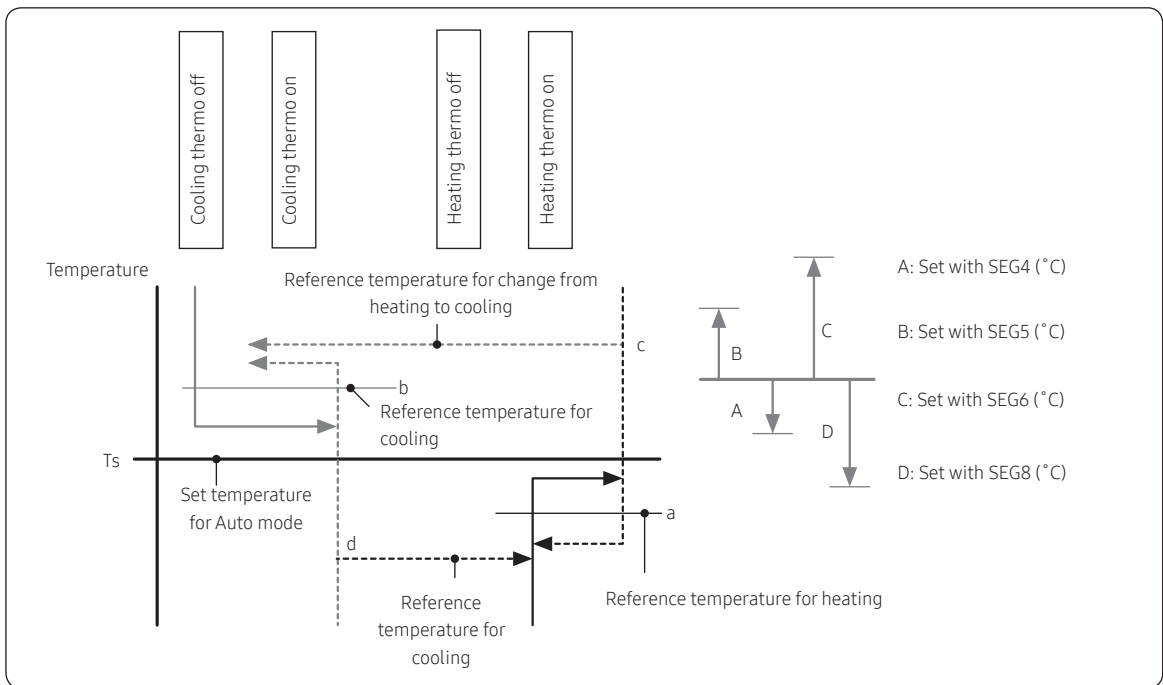 Cooling thermo off
Cooling thermo on
Heating thermo off
Heating thermo on
Temperature
Reference temperature for change from
heating to cooling
c
b
Reference temperature for
cooling
Ts
Set temperature
for Auto mode
a
d
Reference
temperature for
cooling
Reference temperature for heating
B
C
A
D
A: Set with SEG4 (˚C)
B: Set with SEG5 (˚C)
C: Set with SEG6 (˚C)
D: Set with SEG8 (˚C)